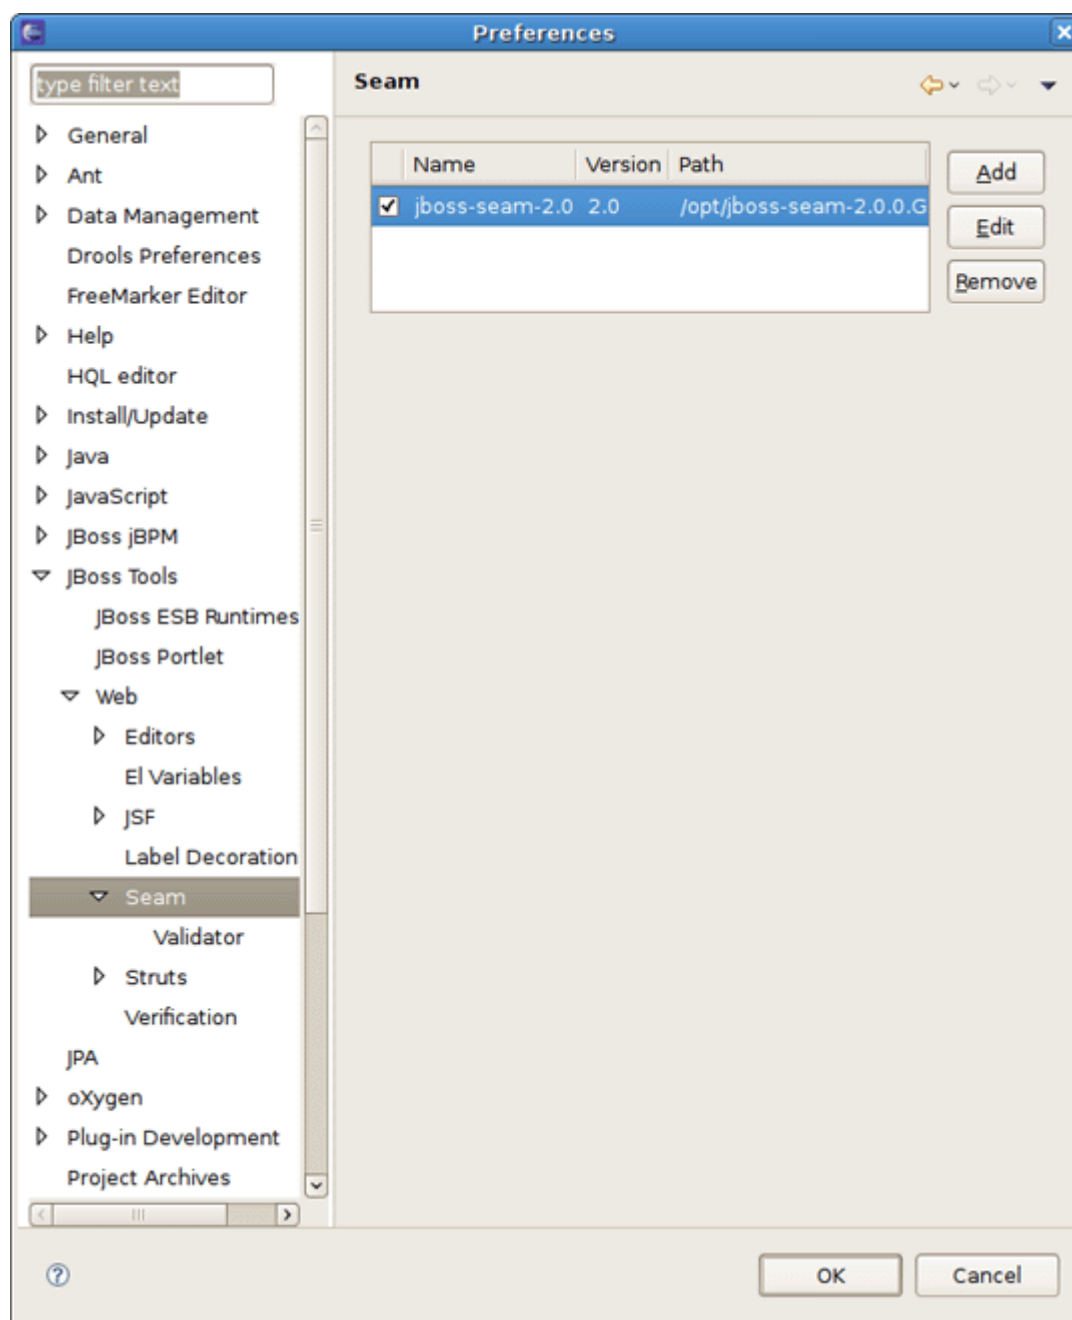 Preferences
type filter text
Seam
General
Ant
Data Management
Drools Preferences
FreeMarker Editor
Help
HQL editor
Install/Update
Java
JavaScript
JBoss jBPM
JBoss Tools
JBoss ESB Runtimes
JBoss Portlet
Web
Editors
El Variables
JSF
Label Decoration
Seam
Validator
Struts
Verification
JPA
oXygen
Plug-in Development
Project Archives
Name Version Path
jboss-seam-2.0 2.0 /opt/jboss-seam-2.0.0.G
Add
Edit
Remove
OK Cancel